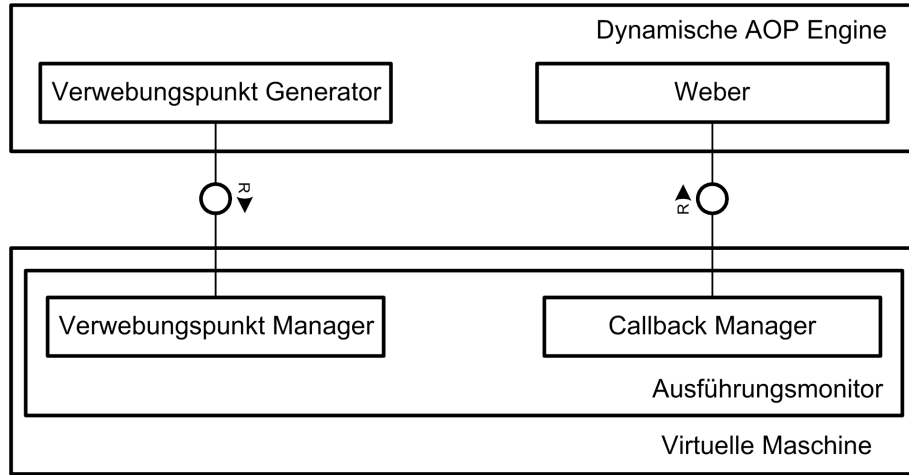 Dynamische AOP Engine
Verwebungspunkt Generator
Weber
R
R
Verwebungspunkt Manager
Callback Manager
Ausführungsmonitor
Virtuelle Maschine